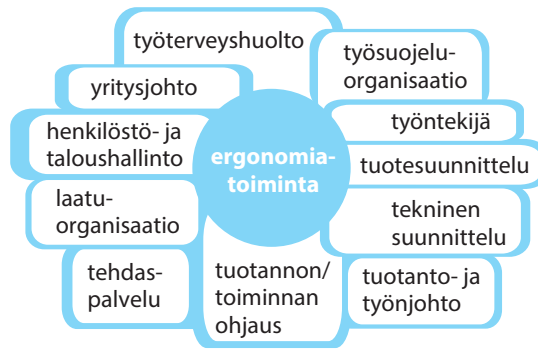 työterveyshuolto
työsuojelu-
organisaatio
yritysjohto
henkilöstö- ja
taloushallinto
työntekijä
ergonomia-
toiminta
tuotesuunnittelu
laatu-
organisaatio
tekninen
suunnittelu
tehdas-
palvelu
tuotannon/
toiminnan
ohjaus
tuotanto- ja
työnjohto